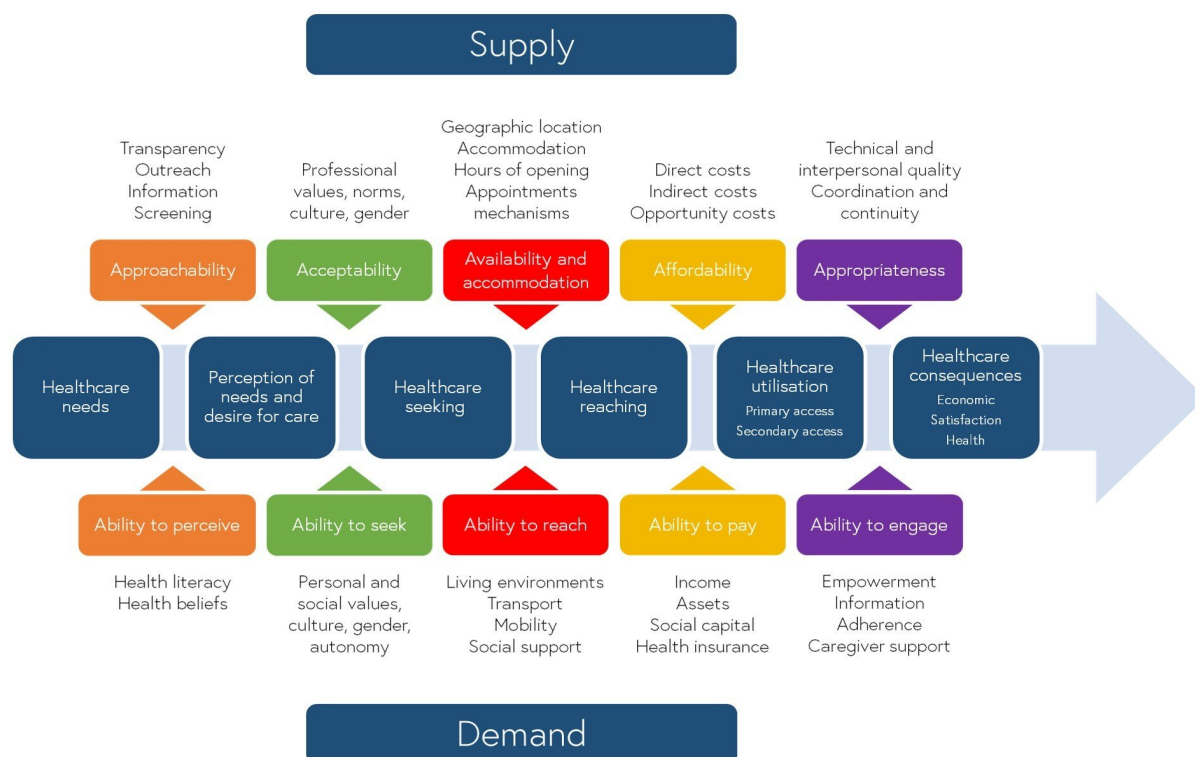 Supply
Transparency
Outreach
Information
Screening
Professional
values, norms,
culture, gender
Geographic location
Accommodation
Hours of opening
Appointments
mechanisms
Direct costs
Indirect costs
Opportunity costs
Technical and
interpersonal quality
Coordination and
continuity
Approachability
Acceptability
Availability and
accommodation
Affordability
Appropriateness
Healthcare
needs
Perception of
needs and
desire for care
Healthcare
seeking
Healthcare
reaching
Healthcare
utilisation
Primary access
Secondary access
Healthcare
consequences
Economic
Satisfaction
Health
Ability to perceive
Ability to seek
Ability to reach
Ability to pay
Ability to engage
Health literacy
Health beliefs
Personal and
social values,
culture, gender,
autonomy
Living environments
Transport
Mobility
Social support
Income
Assets
Social capital
Health insurance
Empowerment
Information
Adherence
Caregiver support
Demand